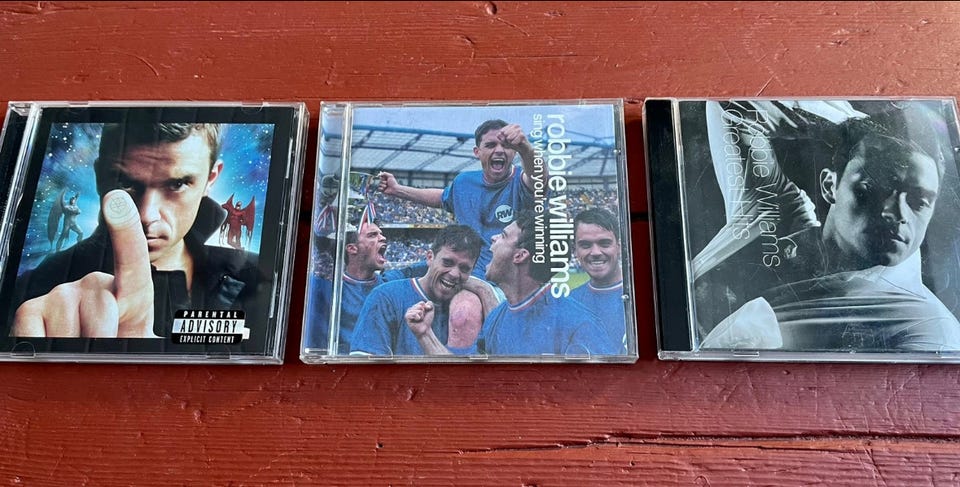 PARENTAL
ADVISORY
EXPLICIT CONTENT
robbie williams
sing when you're winning
RW
Robbie Williams
Greatest Hits